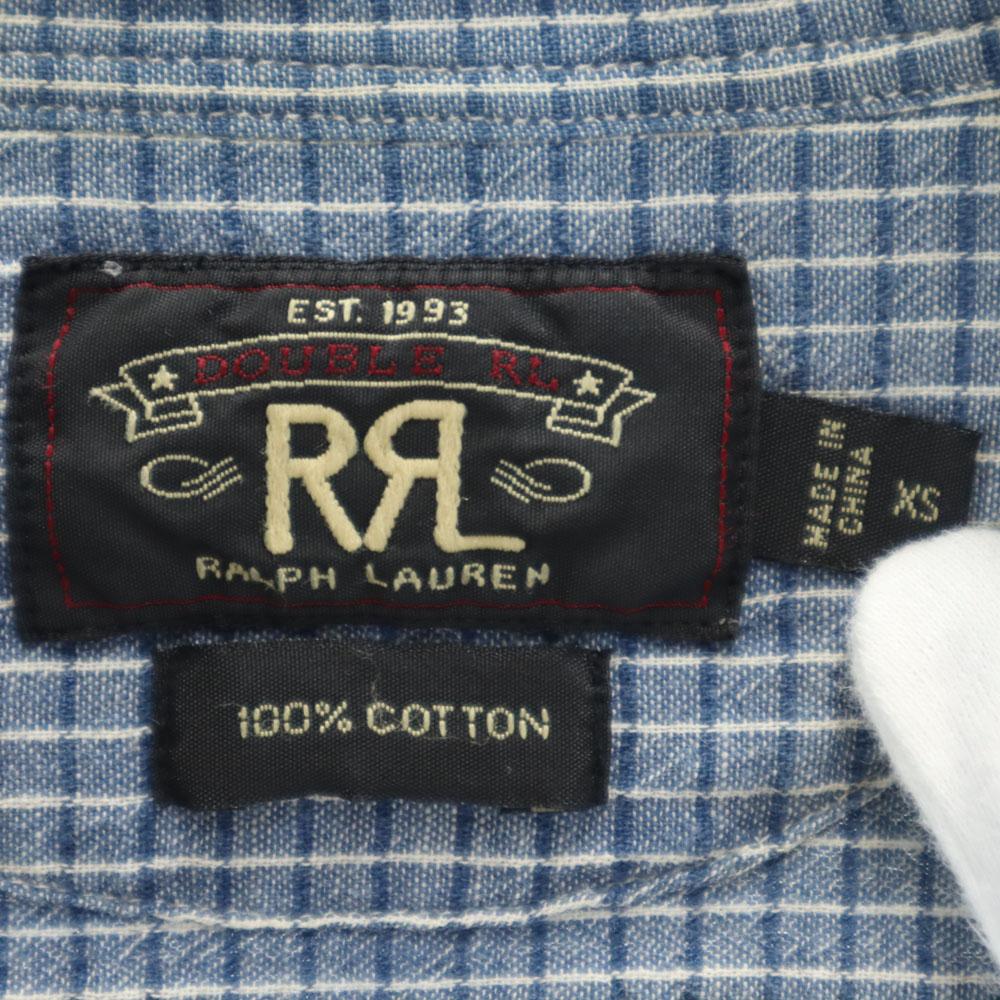 EST. 1993
DOUBLE RL
RRL
RALPH LAUREN
MADE IN
CHINA
XS
100% COTTON